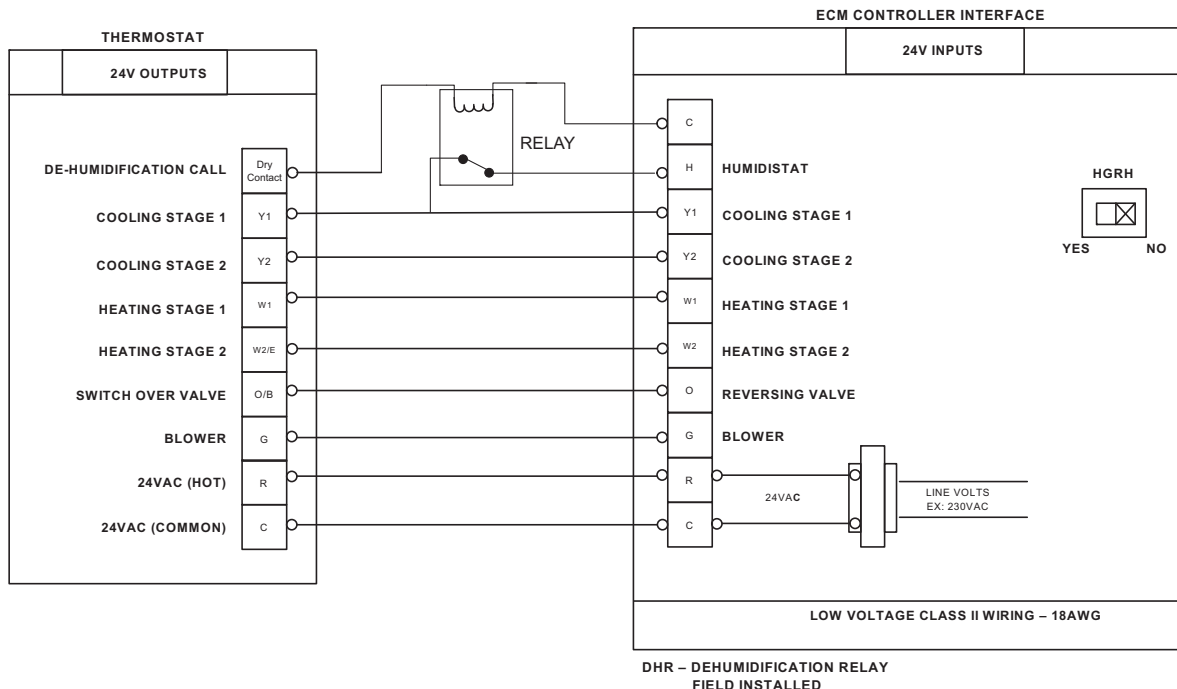 ECM CONTROLLER INTERFACE
THERMOSTAT
24V INPUTS
24V OUTPUTS
C
RELAY
DE-HUMIDIFICATION CALL
Dry
Contact
H
HUMIDISTAT
HGRH
COOLING STAGE 1
Y1
Y1
COOLING STAGE 1
YES
NO
COOLING STAGE 2
Y2
Y2
COOLING STAGE 2
HEATING STAGE 1
W1
W1
HEATING STAGE 1
HEATING STAGE 2
W2/E
W2
HEATING STAGE 2
SWITCH OVER VALVE
O/B
O
REVERSING VALVE
BLOWER
G
G
BLOWER
24VAC (HOT)
R
R
24VAC
LINE VOLTS
EX: 230VAC
24VAC (COMMON)
C
C
LOW VOLTAGE CLASS II WIRING – 18AWG
DHR – DEHUMIDIFICATION RELAY
FIELD INSTALLED